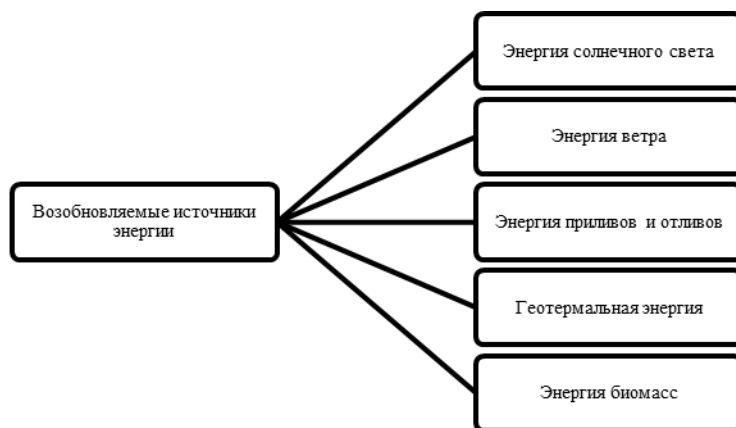 Возобновляемые источники
энергии
Энергия солнечного света
Энергия ветра
Энергия приливов и отливов
Геотермальная энергия
Энергия биомасс